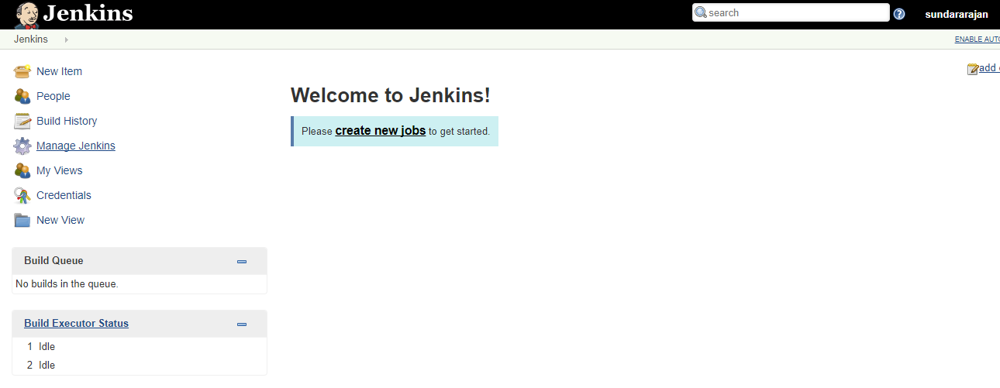 Jenkins
search
sundararajan
Jenkins
ENABLE AUTO
New Item
add
People
Build History
Manage Jenkins
My Views
Credentials
New View
Welcome to Jenkins!
Please create new jobs to get started.
Build Queue
No builds in the queue.
Build Executor Status
1 Idle
2 Idle